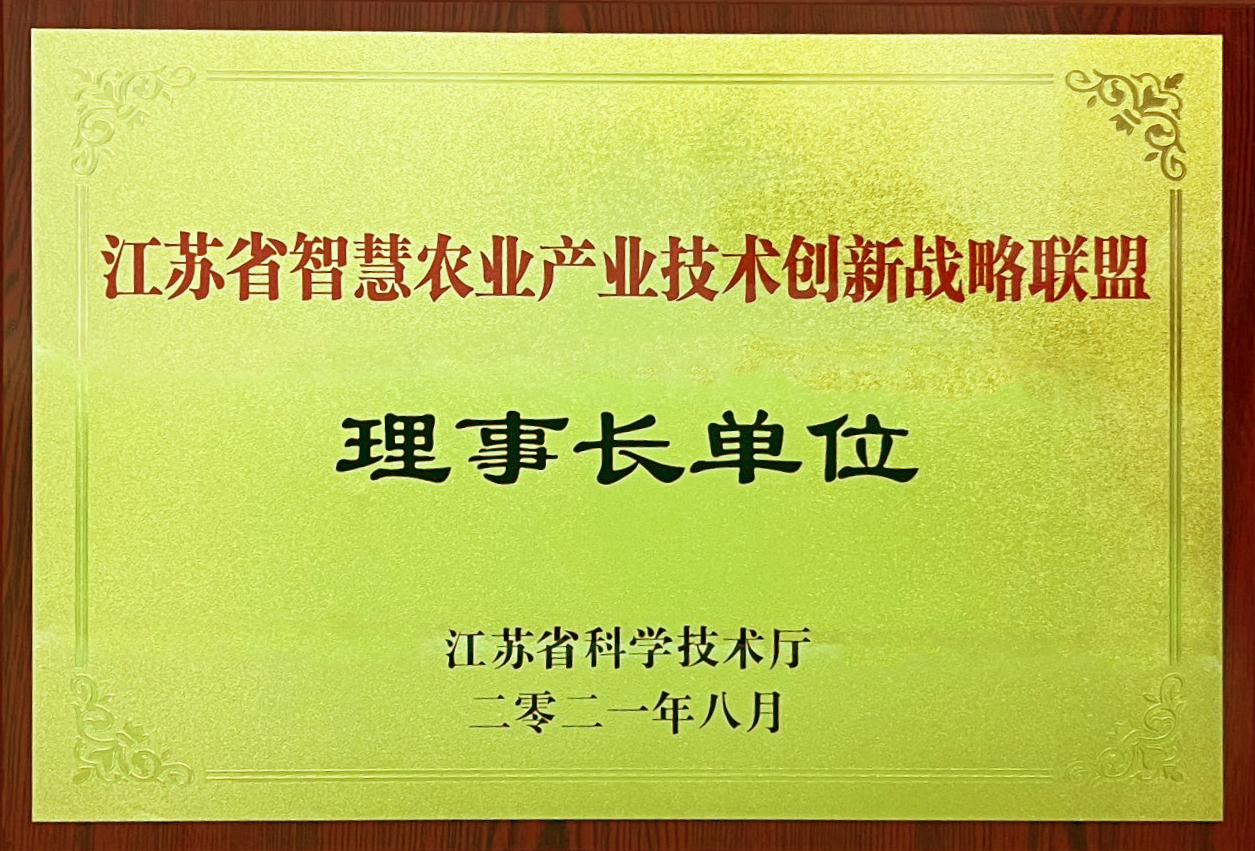 江苏省智慧农业产业技术创新战略联盟
理事长单位
江苏省科学技术厅
二零二一年八月